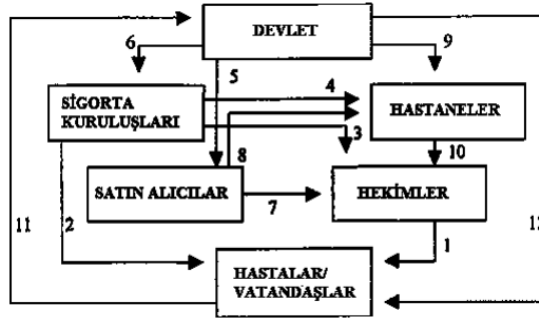 DEVLET
6
9
5
4
SİGORTA
KURULUŞLARI
HASTANELER
3
8
10
SATIN ALICILAR
HEKİMLER
7
11
2
1
12
HASTALAR/
VATANDAŞLAR